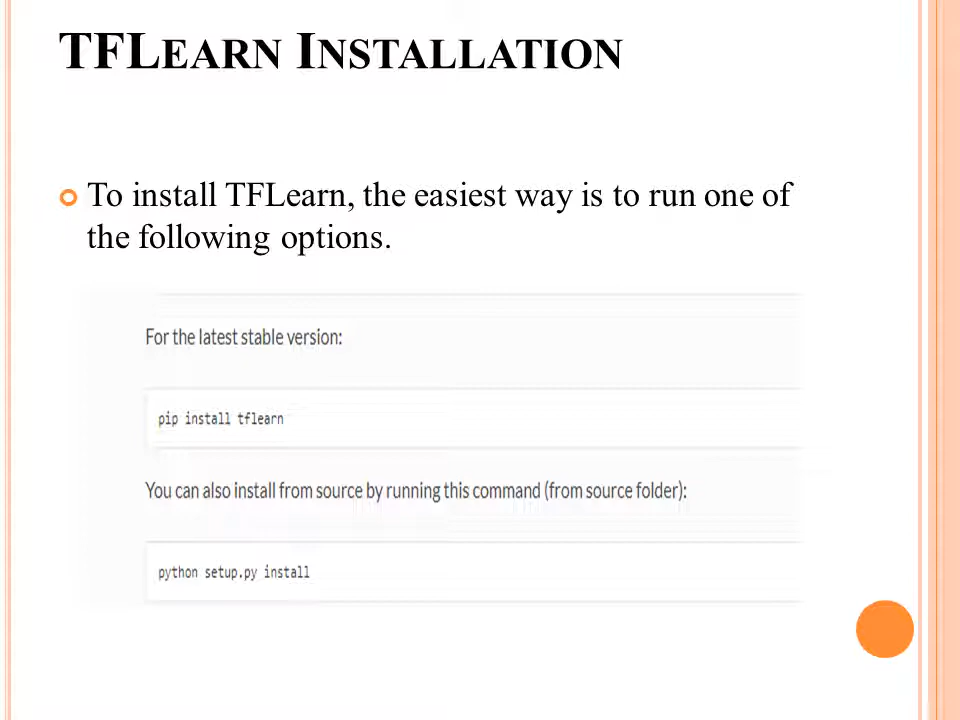 TFLEARN INSTALLATION
To install TFLearn, the easiest way is to run one of
the following options.
For the latest stable version:
pip install tflearn
You can also install from source by running this command (from source folder):
python setup.py install